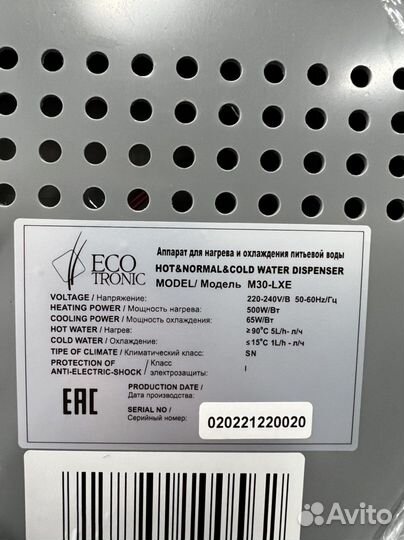 ECO
TRONIC
Аппарат для нагрева и охлаждения питьевой воды
HOT&NORMAL&COLD WATER DISPENSER
MODEL/ Модель M30-LXE
VOLTAGE / Напряжение: 220-240V/В 50-60Hz/Гц
HEATING POWER / Мощность нагрева: 500W/Вт
COOLING POWER / Мощность охлаждения: 65W/Вт
HOT WATER / Нагрев: ≥90°C 5L/h- л/ч
COLD WATER / Охлаждение: ≤15°C 1L/h - л/ч
TYPE OF CLIMATE / Климатический класс: SN
PROTECTION OF ANTI-ELECTRIC-SHOCK / Класс электрозащиты: I
PRODUCTION DATE / Дата производства:
EAC
SERIAL NO / Серийный номер: 020221220020
Avito